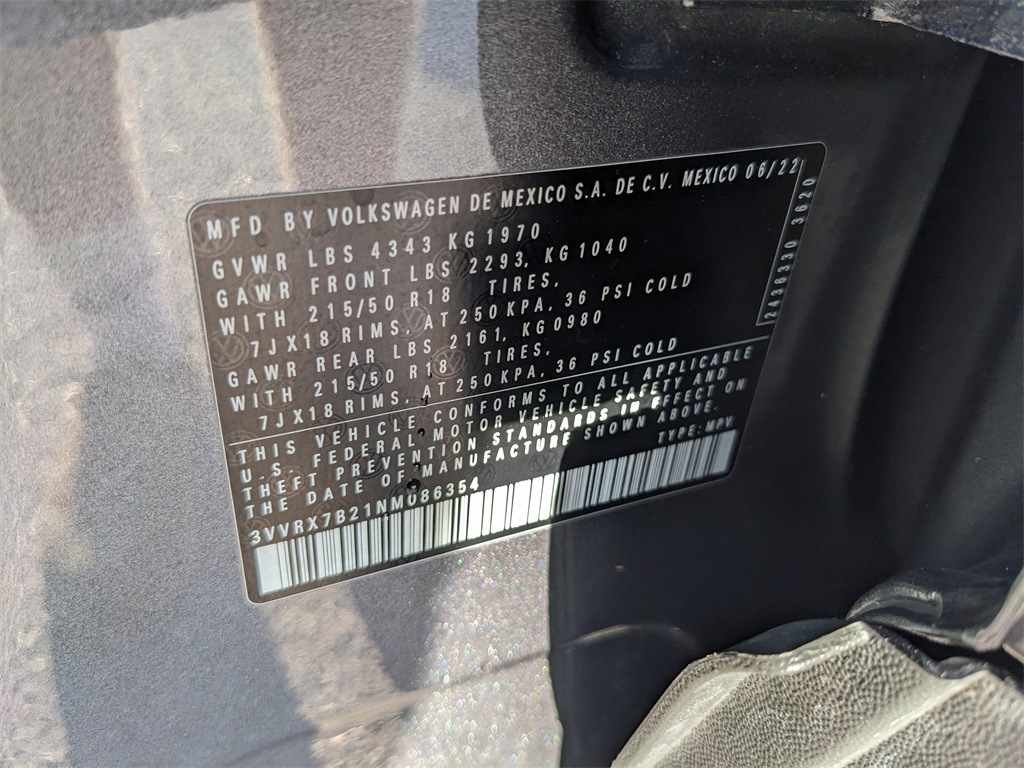 MFD BY VOLKSWAGEN DE MEXICO S.A. DE C.V. MEXICO 06/22
GVWR LBS 4343 KG 1970
GAWR FRONT LBS 2293, KG 1040
WITH 215/50 R18 TIRES,
7JX18 RIMS, AT 250 KPA, 36 PSI COLD
GAWR REAR LBS 2161, KG 0980
WITH 215/50 R18 TIRES,
7JX18 RIMS, AT 250 KPA, 36 PSI COLD
THIS VEHICLE CONFORMS TO ALL APPLICABLE
U.S. FEDERAL MOTOR VEHICLE SAFETY AND
THEFT PREVENTION STANDARDS IN EFFECT ON
THE DATE OF MANUFACTURE SHOWN ABOVE.
3VVRX7B21NM086354 TYPE: MPV
2436330 3620